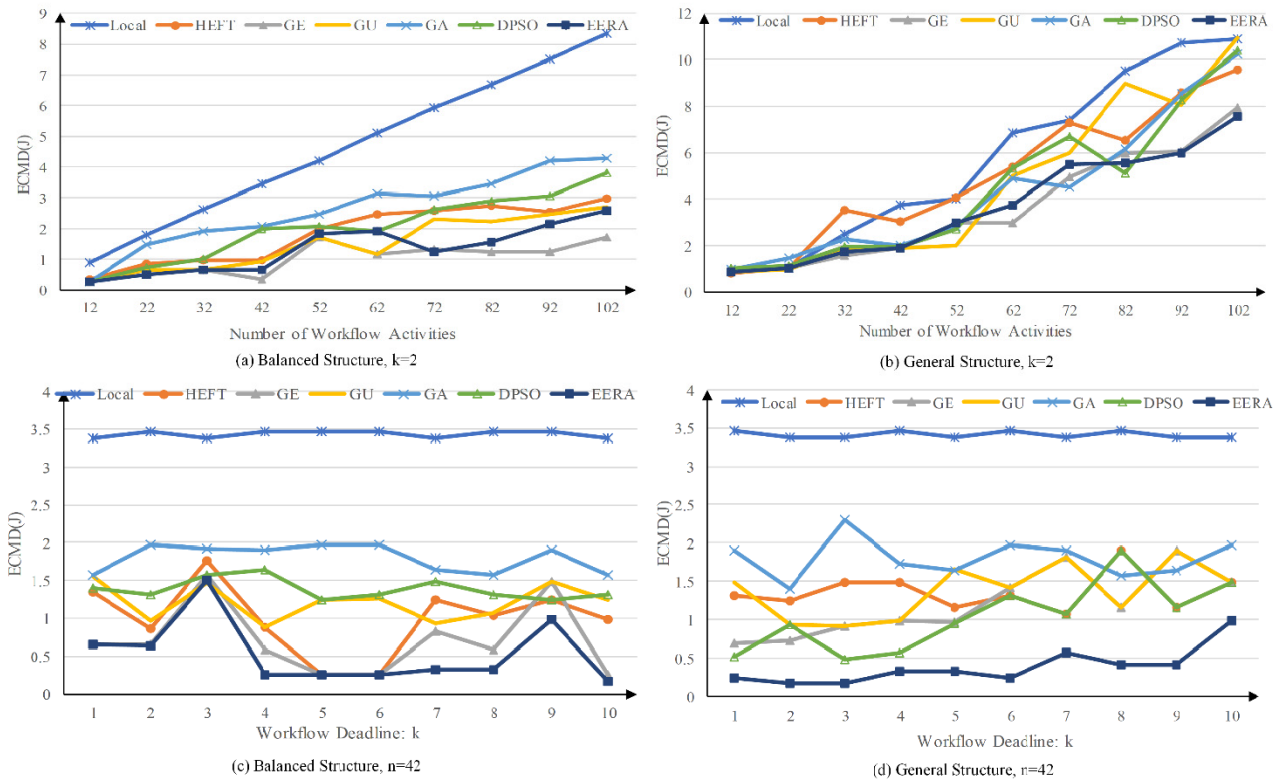 9
8
7
6
5
4
3
2
1
0
ECMD(J)
Local HEFT GE GU GA DPSO EERA
12 22 32 42 52 62 72 82 92 102
Number of Workflow Activities
(a) Balanced Structure, k=2
12
10
8
6
4
2
0
ECMD(J)
Local HEFT GE GU GA DPSO EERA
12 22 32 42 52 62 72 82 92 102
Number of Workflow Activities
(b) General Structure, k=2
4
3.5
3
2.5
2
1.5
1
0.5
0
ECMD(J)
Local HEFT GE GU GA DPSO EERA
1 2 3 4 5 6 7 8 9 10
Workflow Deadline: k
(c) Balanced Structure, n=42
4
3.5
3
2.5
2
1.5
1
0.5
0
ECMD(J)
Local HEFT GE GU GA DPSO EERA
1 2 3 4 5 6 7 8 9 10
Workflow Deadline: k
(d) General Structure, n=42